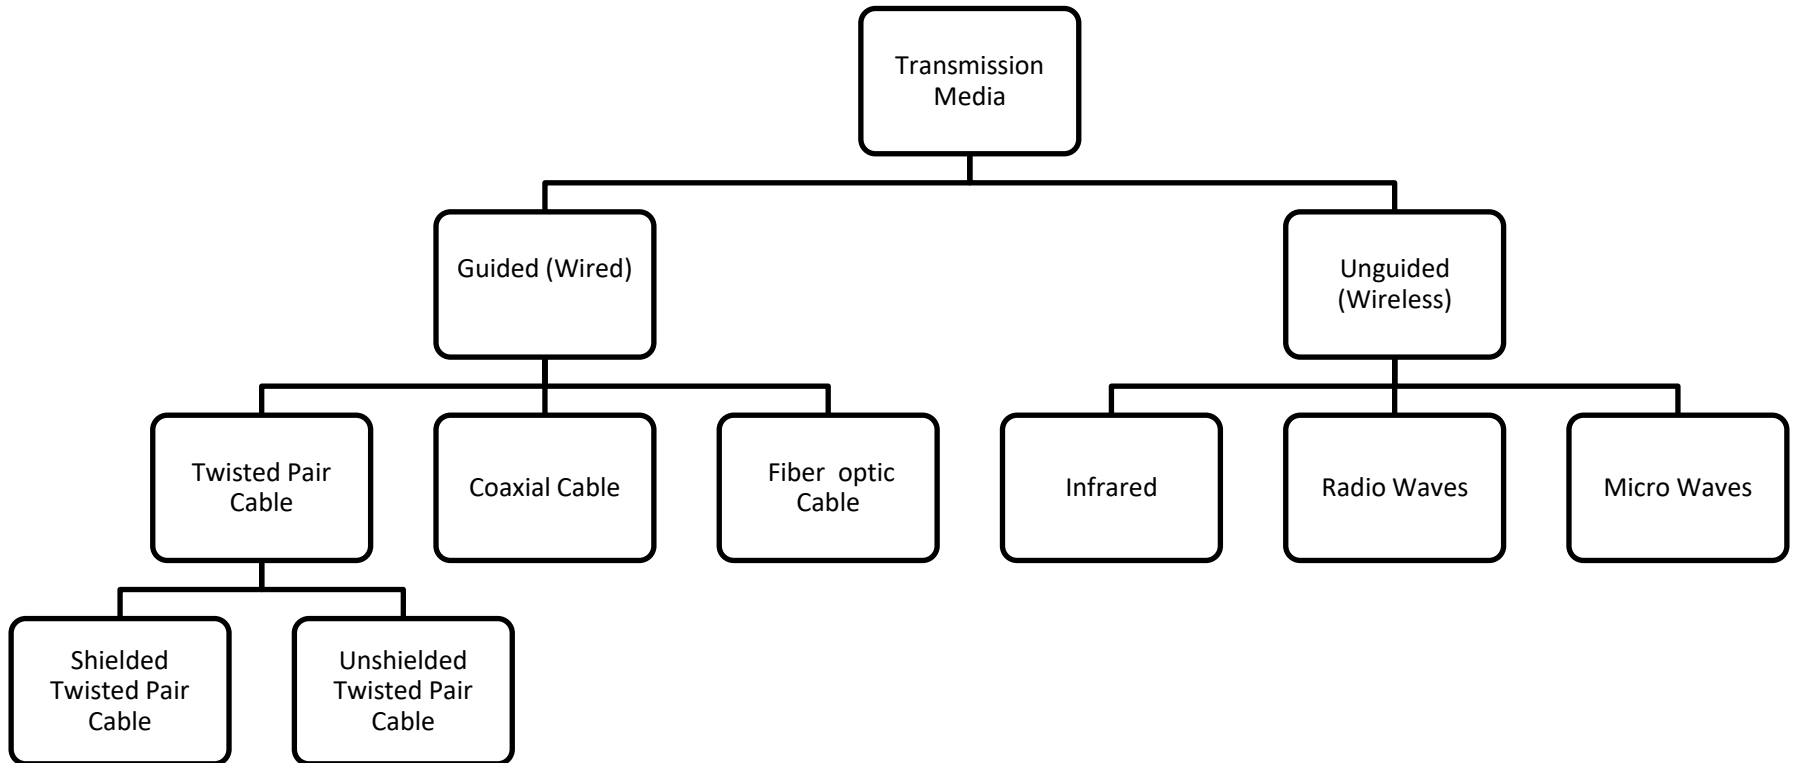 Transmission
Media
Guided (Wired)
Unguided
(Wireless)
Twisted Pair
Cable
Coaxial Cable
Fiber  optic
Cable
Infrared
Radio Waves
Micro Waves
Shielded
Twisted Pair
Cable
Unshielded
Twisted Pair
Cable